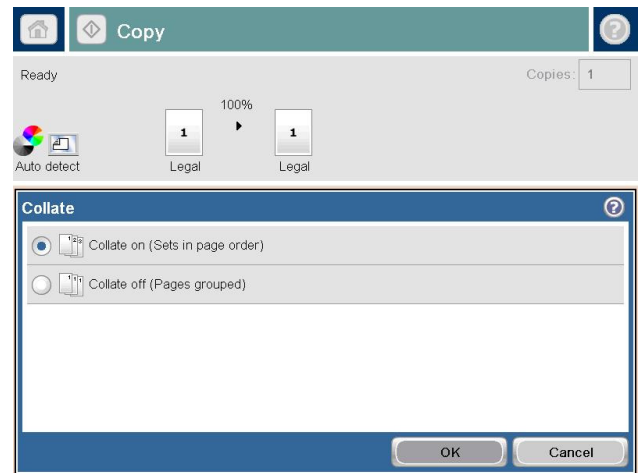 Copy
Ready
Copies: 1
100%
1
1
Auto detect
Legal
Legal
Collate
Collate on (Sets in page order)
Collate off (Pages grouped)
OK
Cancel